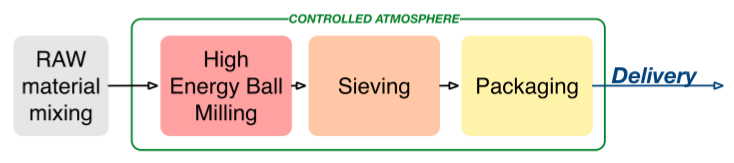 CONTROLLED ATMOSPHERE
RAW
material
mixing
High
Energy Ball
Milling
Sieving
Packaging
Delivery